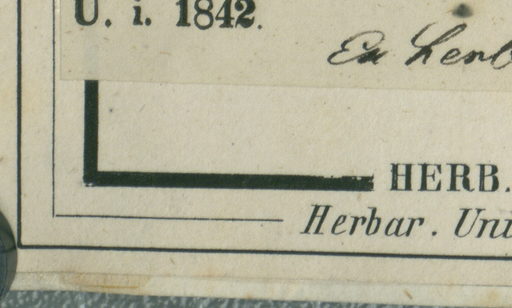 U. i. 1842.
Ex herb
HERB.
Herbar. Uni